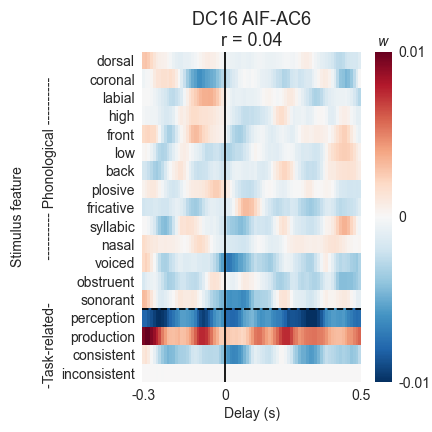 DC16 AIF-AC6
r = 0.04
w
dorsal
coronal
labial
high
front
low
back
plosive
fricative
syllabic
nasal
voiced
obstruent
sonorant
perception
production
consistent
inconsistent
Stimulus feature
---------- Phonological ----------
-Task-related-
-0.3
0
0.5
Delay (s)
0.01
0
-0.01